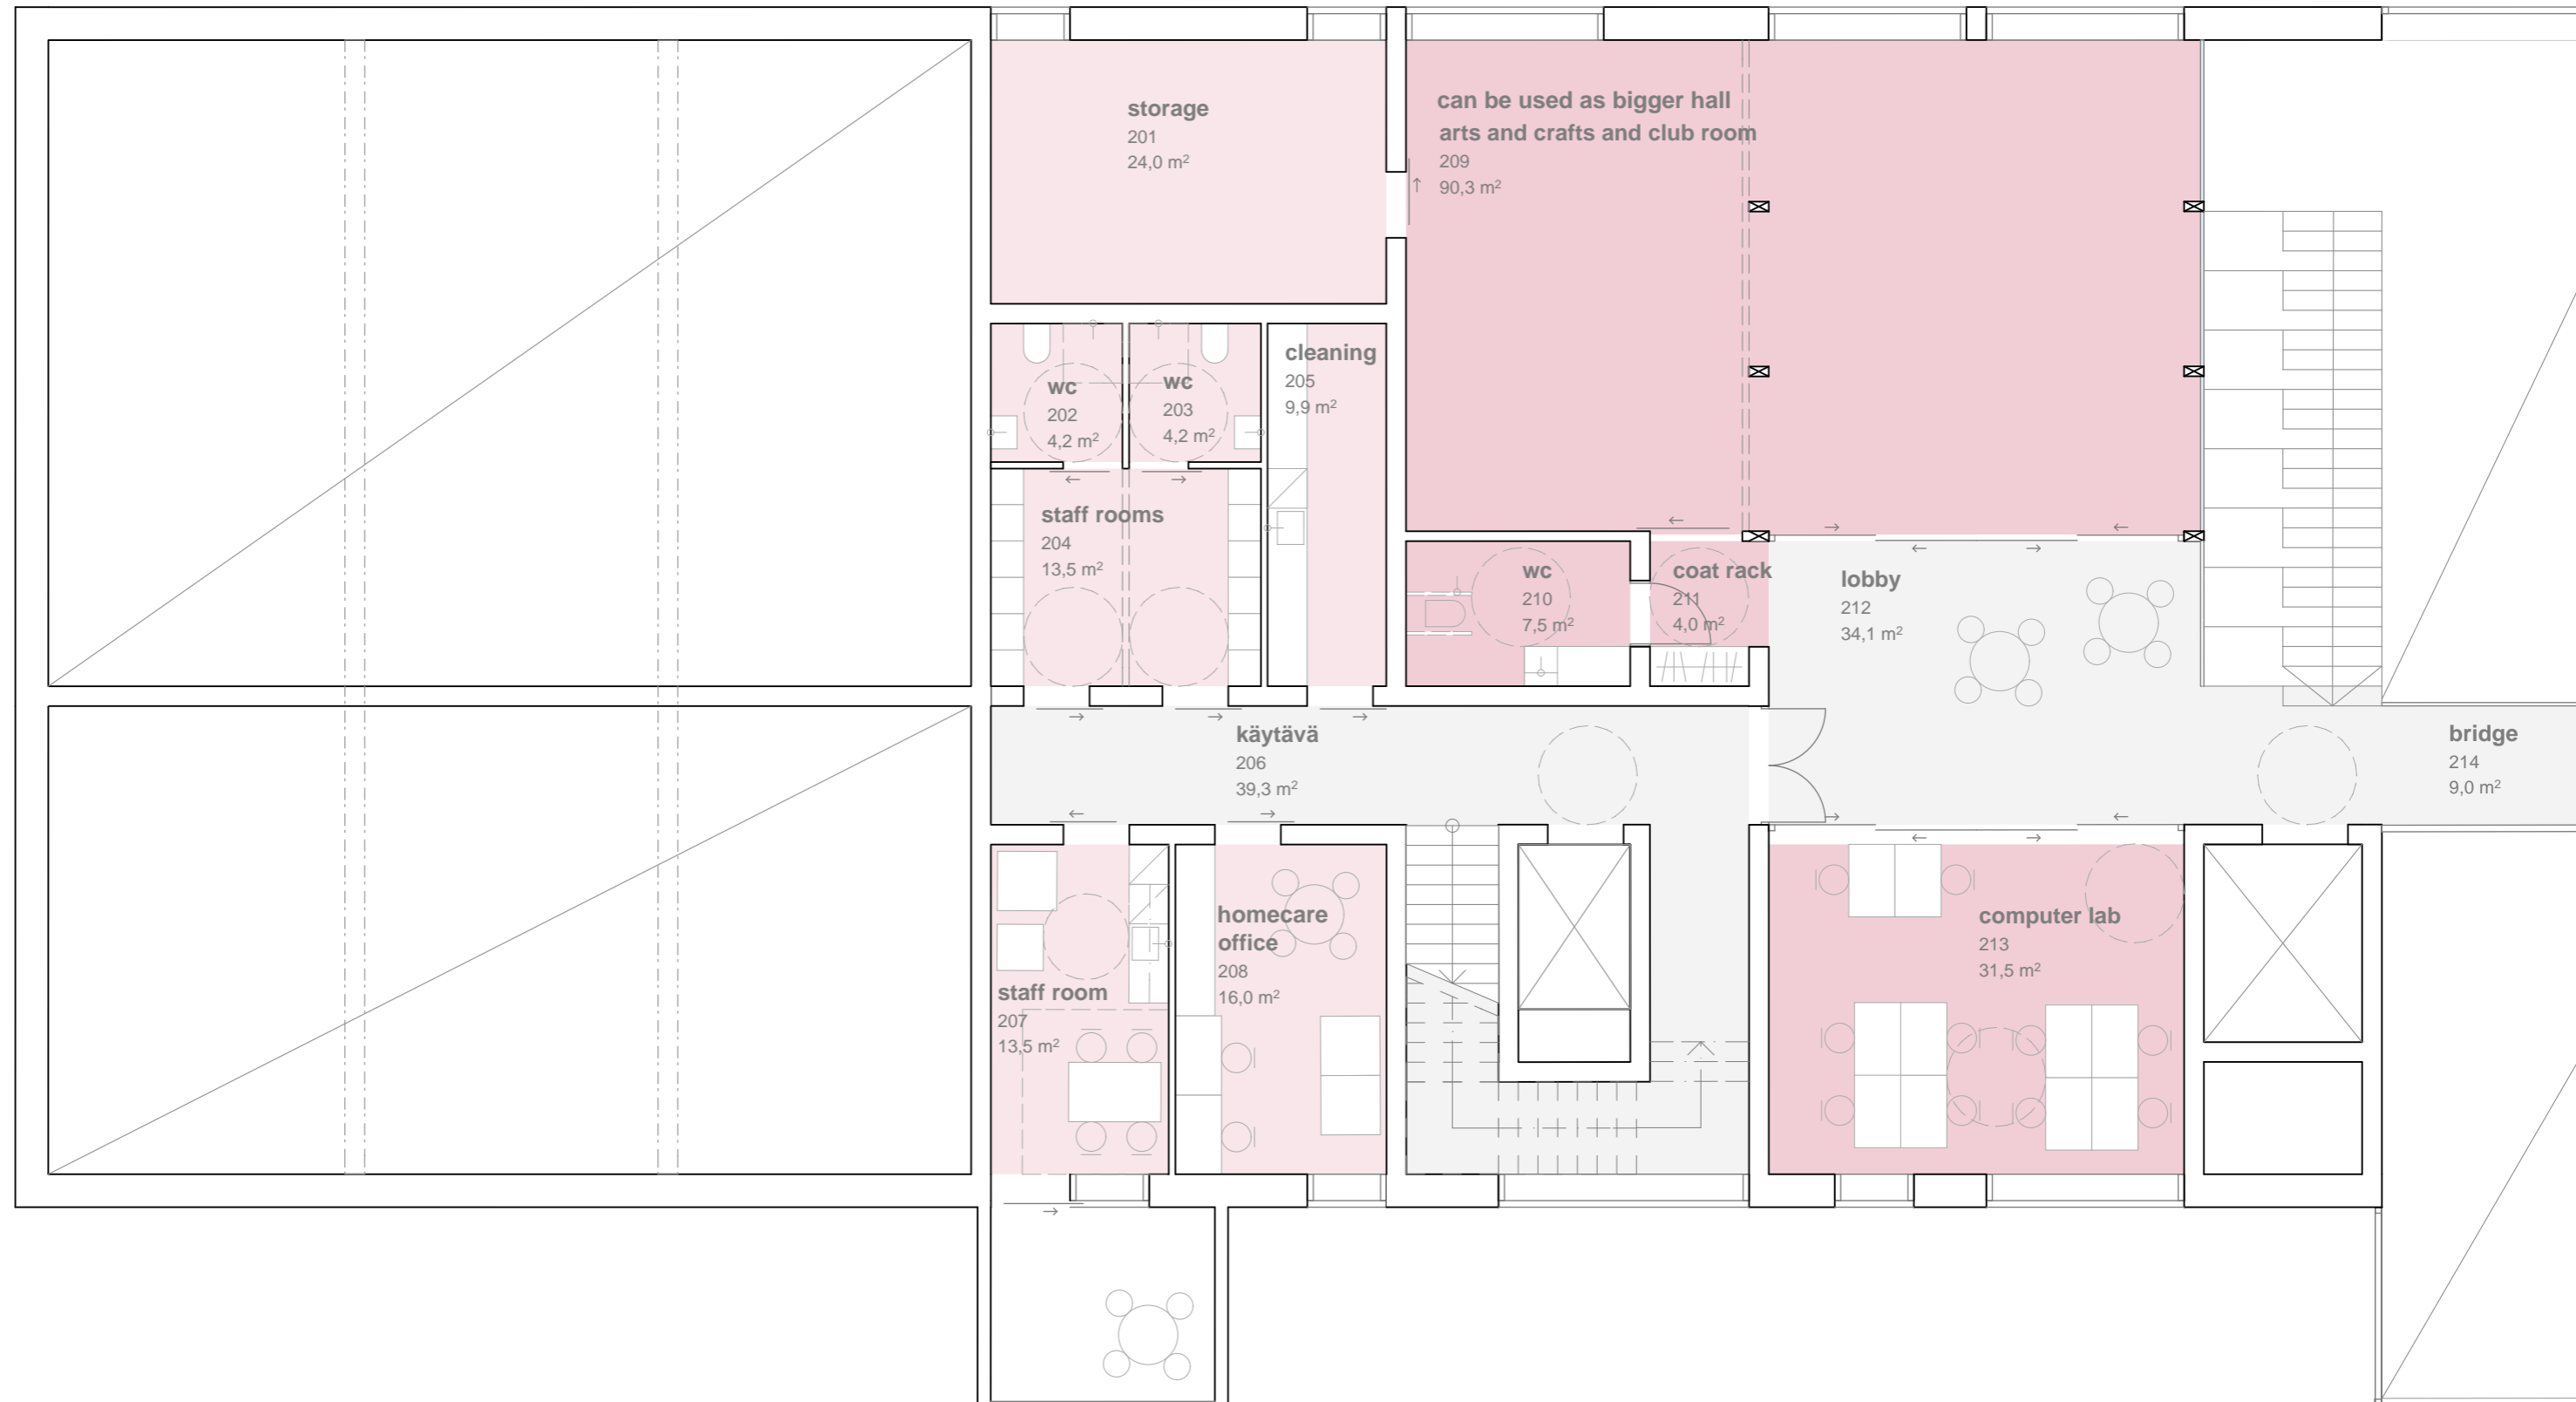 storage
201
24,0 m²
can be used as bigger hall
arts and crafts and club room
209
90,3 m²
wc
202
4,2 m²
wc
203
4,2 m²
cleaning
205
9,9 m²
staff rooms
204
13,5 m²
wc
210
7,5 m²
coat rack
211
4,0 m²
lobby
212
34,1 m²
käytävä
206
39,3 m²
bridge
214
9,0 m²
staff room
207
13,5 m²
homecare
office
208
16,0 m²
computer lab
213
31,5 m²